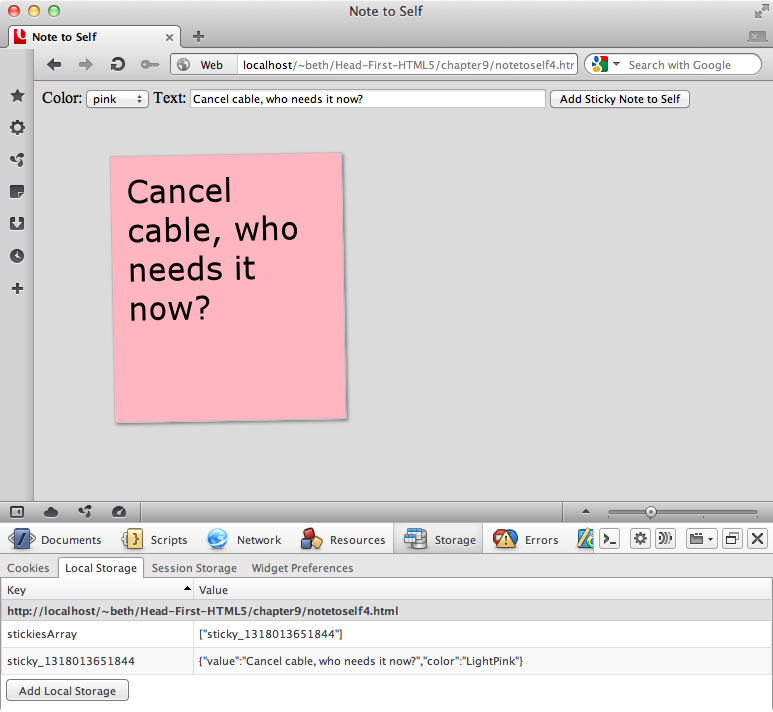 Note to Self
Note to Self
Web localhost/~beth/Head-First-HTML5/chapter9/notetoself4.htr Search with Google
Color: pink Text: Cancel cable, who needs it now? Add Sticky Note to Self
Cancel
cable, who
needs it
now?
Documents Scripts Network Resources Storage Errors
Cookies Local Storage Session Storage Widget Preferences
Key Value
http://localhost/~beth/Head-First-HTML5/chapter9/notetoself4.html
stickiesArray ["sticky_1318013651844"]
sticky_1318013651844 {"value":"Cancel cable, who needs it now?","color":"LightPink"}
Add Local Storage